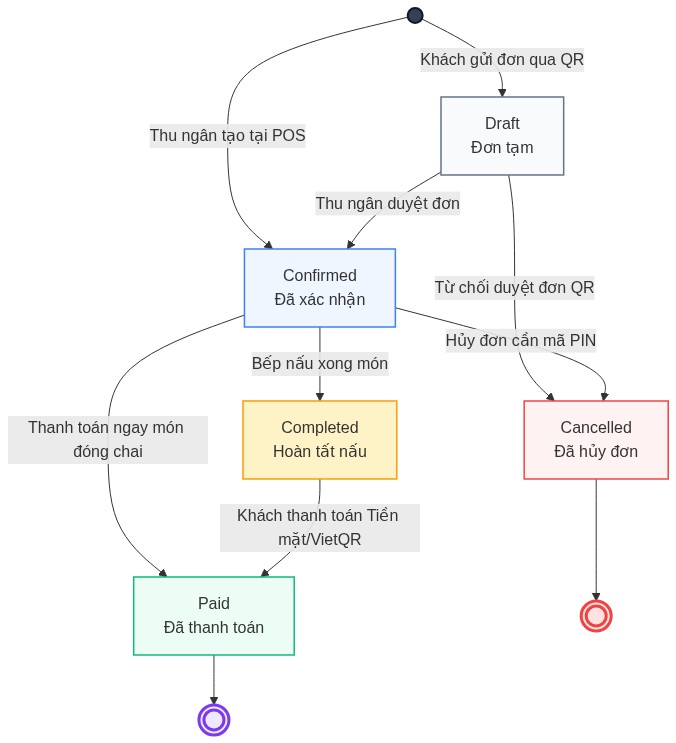 Khách gửi đơn qua QR
Thu ngân tạo tại POS
Draft
Đơn tạm
Thu ngân duyệt đơn
Confirmed
Đã xác nhận
Từ chối duyệt đơn QR
Hủy đơn cần mã PIN
Bếp nấu xong món
Thanh toán ngay món
đóng chai
Completed
Hoàn tất nấu
Cancelled
Đã hủy đơn
Khách thanh toán Tiền
mặt/VietQR
Paid
Đã thanh toán